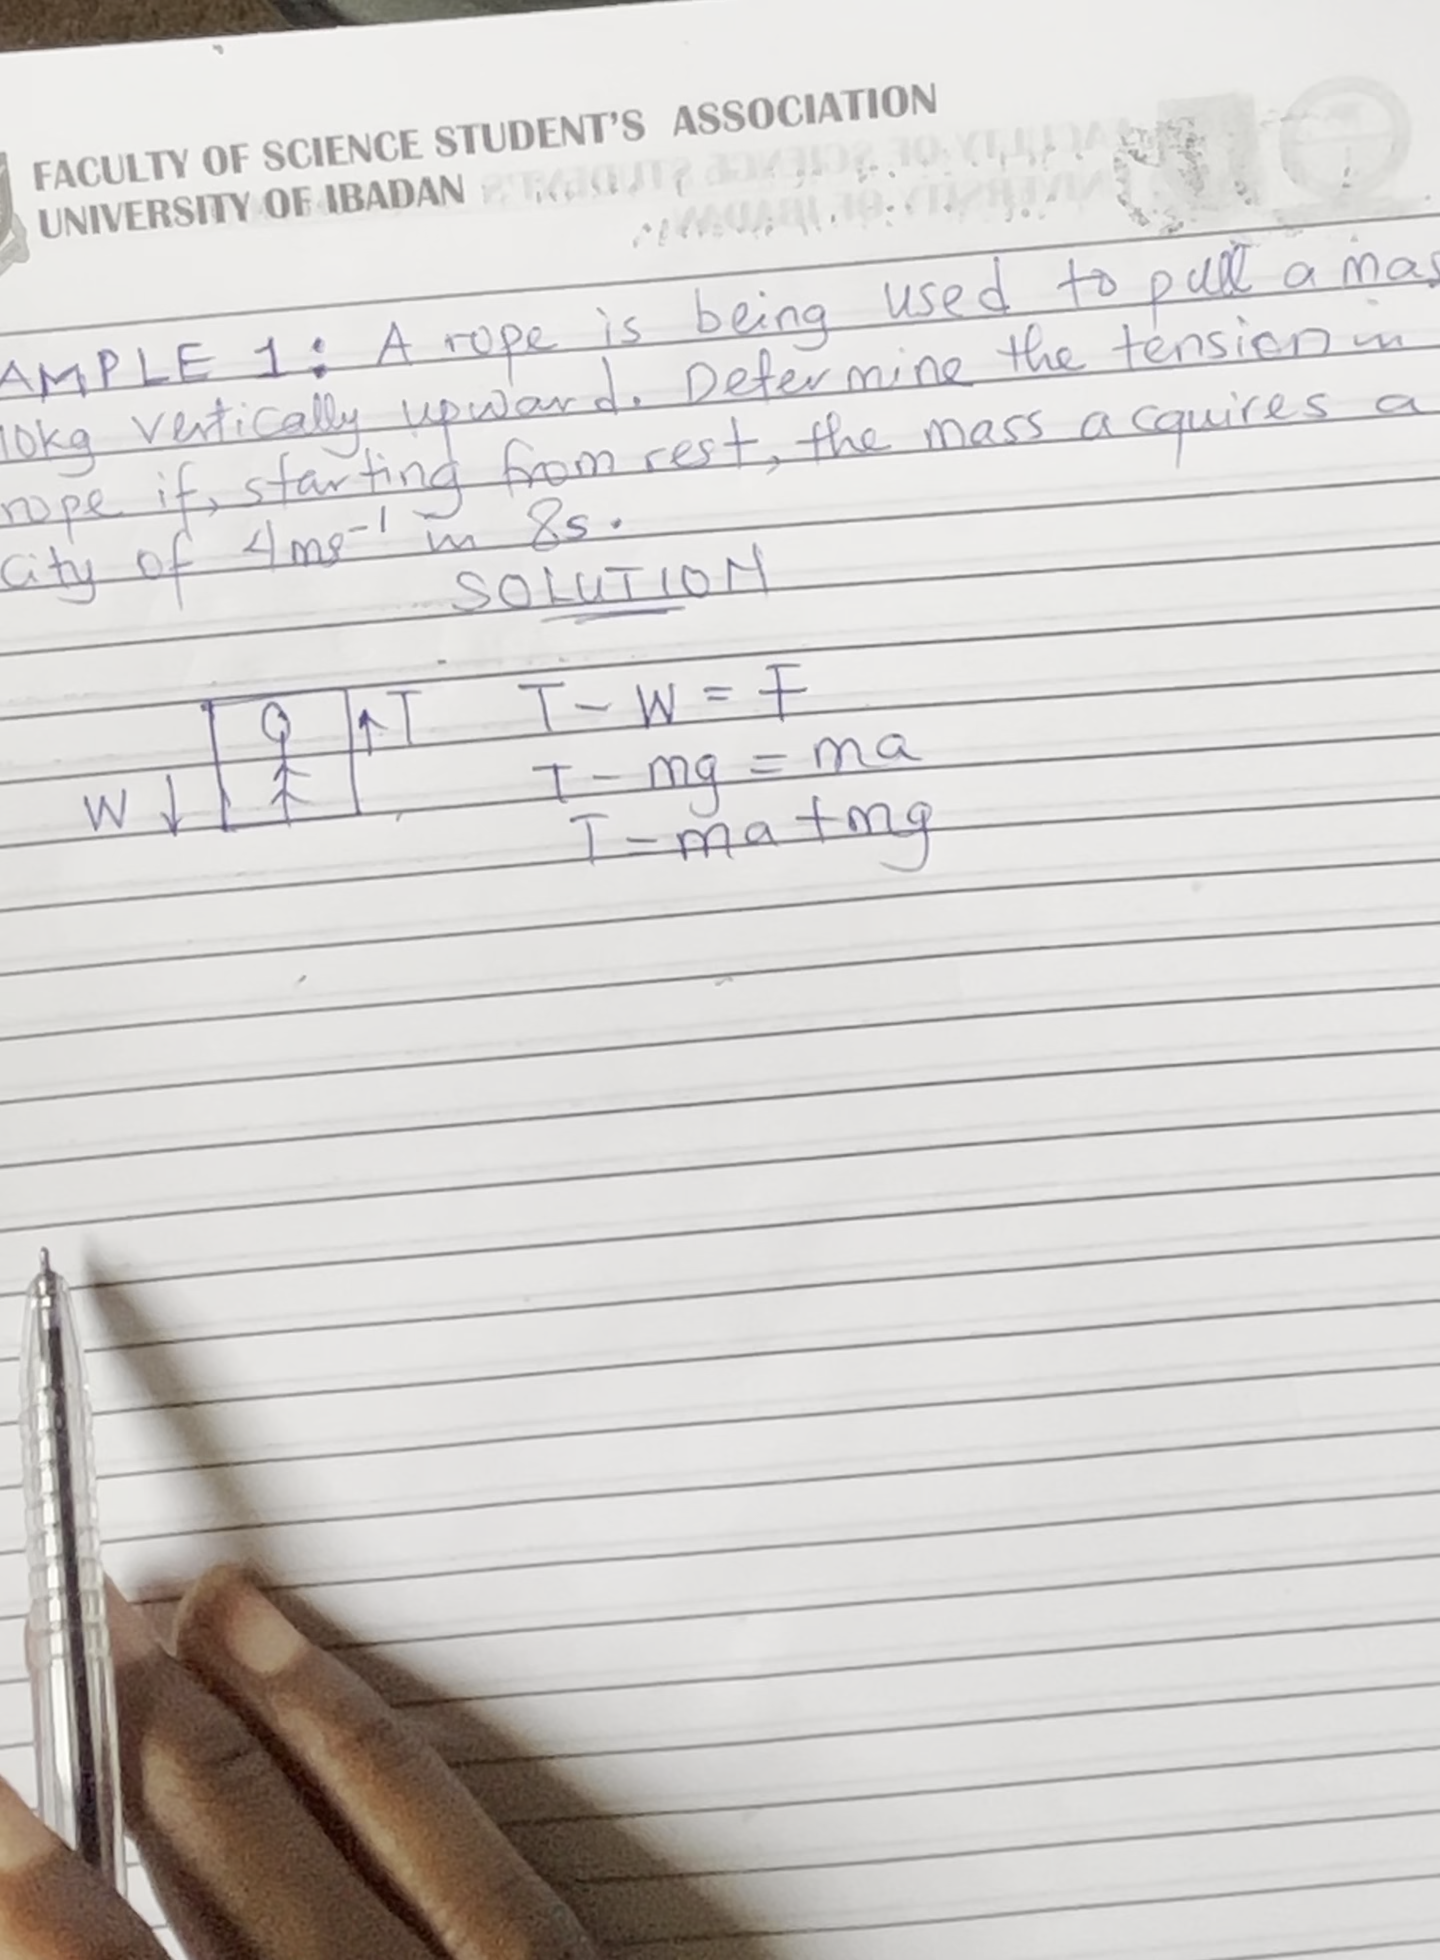 FACULTY OF SCIENCE STUDENT'S ASSOCIATION
UNIVERSITY OF IBADAN
AMPLE 1: A rope is being used to pull a mas
10kg vertically upward. Determine the tension in
rope if, starting from rest, the mass acquires a
city of 4ms⁻¹ in 8s.
SOLUTION
T T - W = F
W T - mg = ma
T - ma + mg